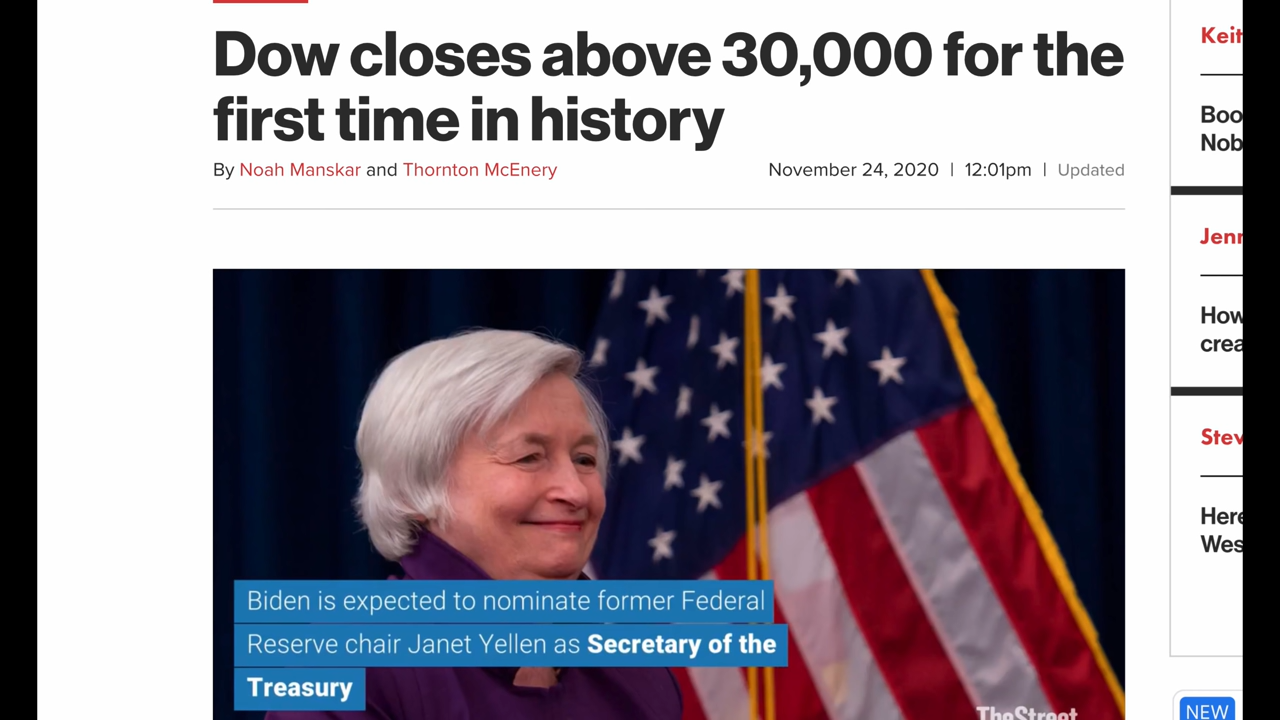 Dow closes above 30,000 for the
first time in history
By Noah Manskar and Thornton McEnery
November 24, 2020 | 12:01pm | Updated
Biden is expected to nominate former Federal
Reserve chair Janet Yellen as Secretary of the
Treasury
TheStreet
Keit
Boo
Nob
Jenn
How
crea
Stev
Here
Wes
NEW